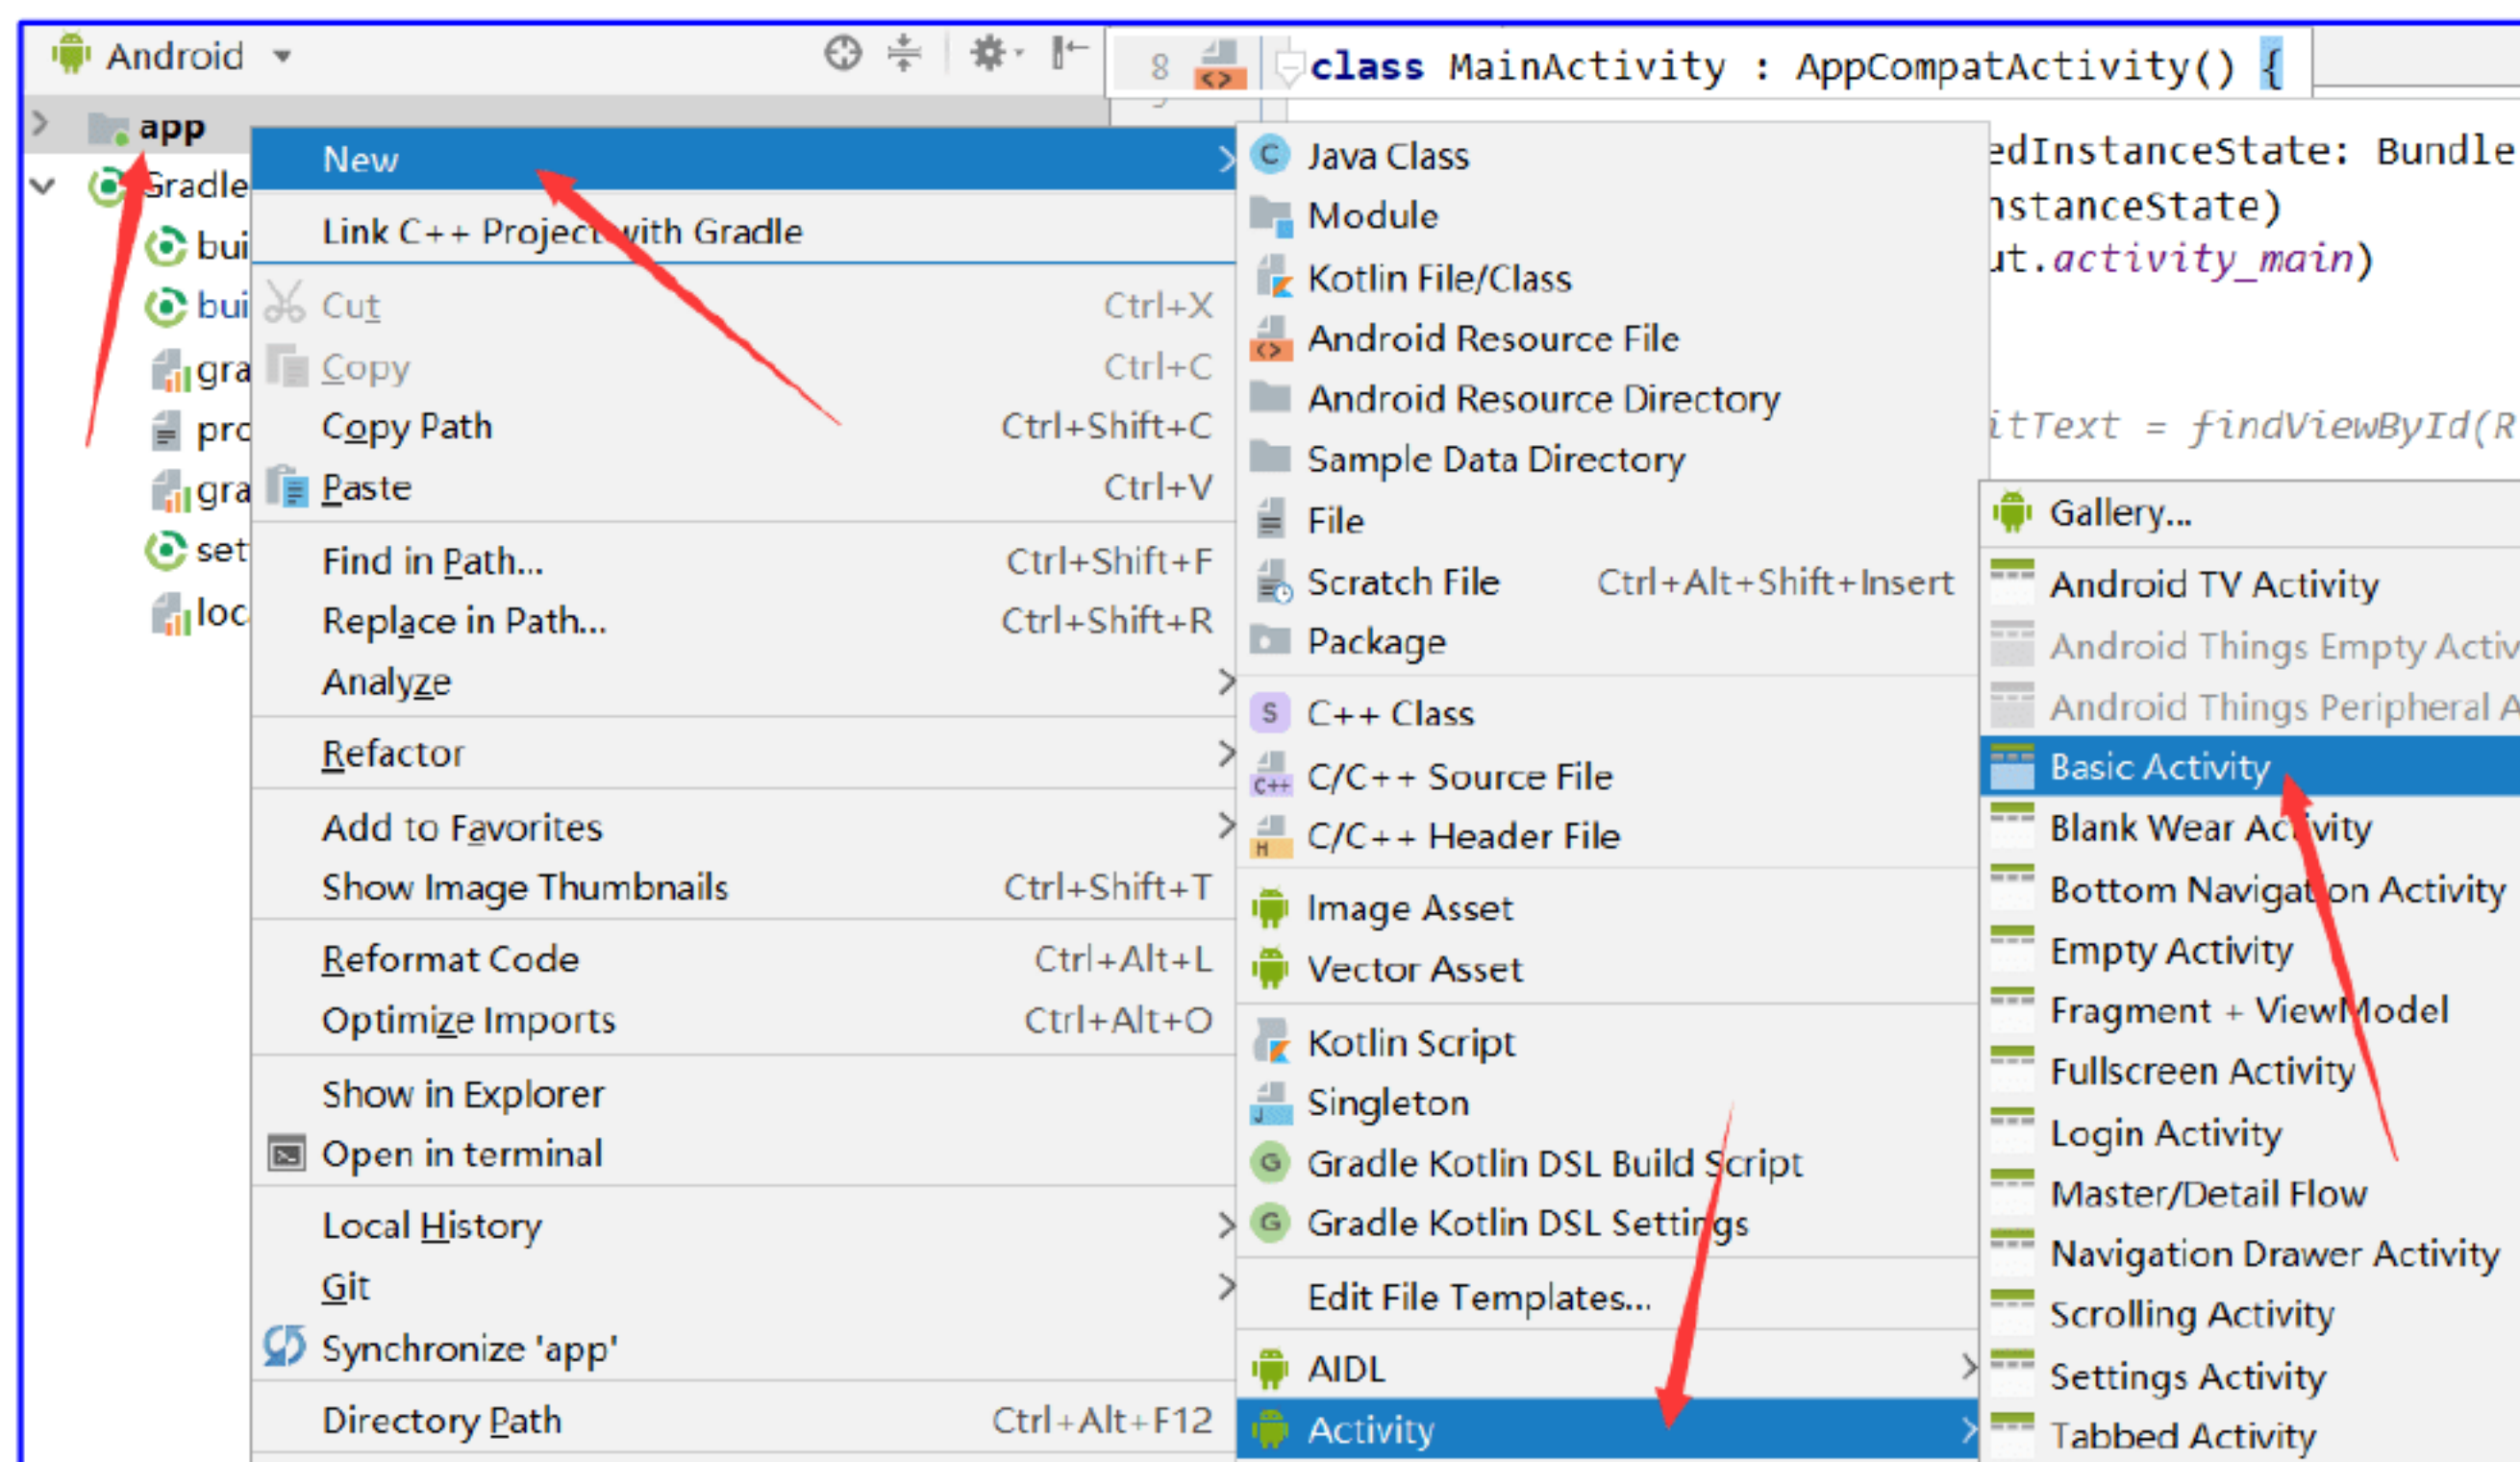 Android
8 class MainActivity : AppCompatActivity() {
app
Gradle
bui
bui
gra
pro
gra
set
loc
New
Link C++ Project with Gradle
Cut Ctrl+X
Copy Ctrl+C
Copy Path Ctrl+Shift+C
Paste Ctrl+V
Find in Path... Ctrl+Shift+F
Replace in Path... Ctrl+Shift+R
Analyze
Refactor
Add to Favorites
Show Image Thumbnails Ctrl+Shift+T
Reformat Code Ctrl+Alt+L
Optimize Imports Ctrl+Alt+O
Show in Explorer
Open in terminal
Local History
Git
Synchronize 'app'
Directory Path Ctrl+Alt+F12
Java Class
Module
Kotlin File/Class
Android Resource File
Android Resource Directory
Sample Data Directory
File
Scratch File Ctrl+Alt+Shift+Insert
Package
C++ Class
C/C++ Source File
C/C++ Header File
Image Asset
Vector Asset
Kotlin Script
Singleton
Gradle Kotlin DSL Build Script
Gradle Kotlin DSL Settings
Edit File Templates...
AIDL
Activity
edInstanceState: Bundle
nstanceState)
ut.activity_main)
itText = findViewById(R
Gallery...
Android TV Activity
Android Things Empty Activ
Android Things Peripheral A
Basic Activity
Blank Wear Activity
Bottom Navigation Activity
Empty Activity
Fragment + ViewModel
Fullscreen Activity
Login Activity
Master/Detail Flow
Navigation Drawer Activity
Scrolling Activity
Settings Activity
Tabbed Activity